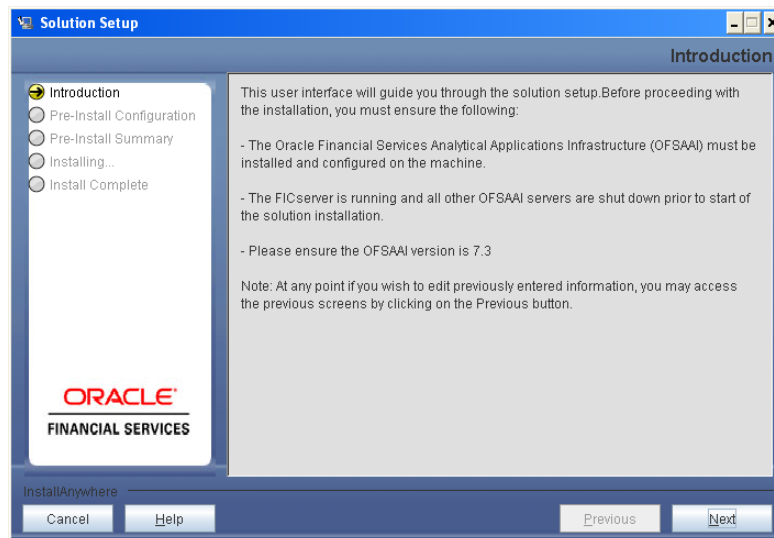 Solution Setup
Introduction
Introduction
Pre-Install Configuration
Pre-Install Summary
Installing...
Install Complete
ORACLE
FINANCIAL SERVICES
This user interface will guide you through the solution setup.Before proceeding with
the installation, you must ensure the following:
- The Oracle Financial Services Analytical Applications Infrastructure (OFSAAI) must be
installed and configured on the machine.
- The FICserver is running and all other OFSAAI servers are shut down prior to start of
the solution installation.
- Please ensure the OFSAAI version is 7.3
Note: At any point if you wish to edit previously entered information, you may access
the previous screens by clicking on the Previous button.
InstallAnywhere
Cancel
Help
Previous
Next